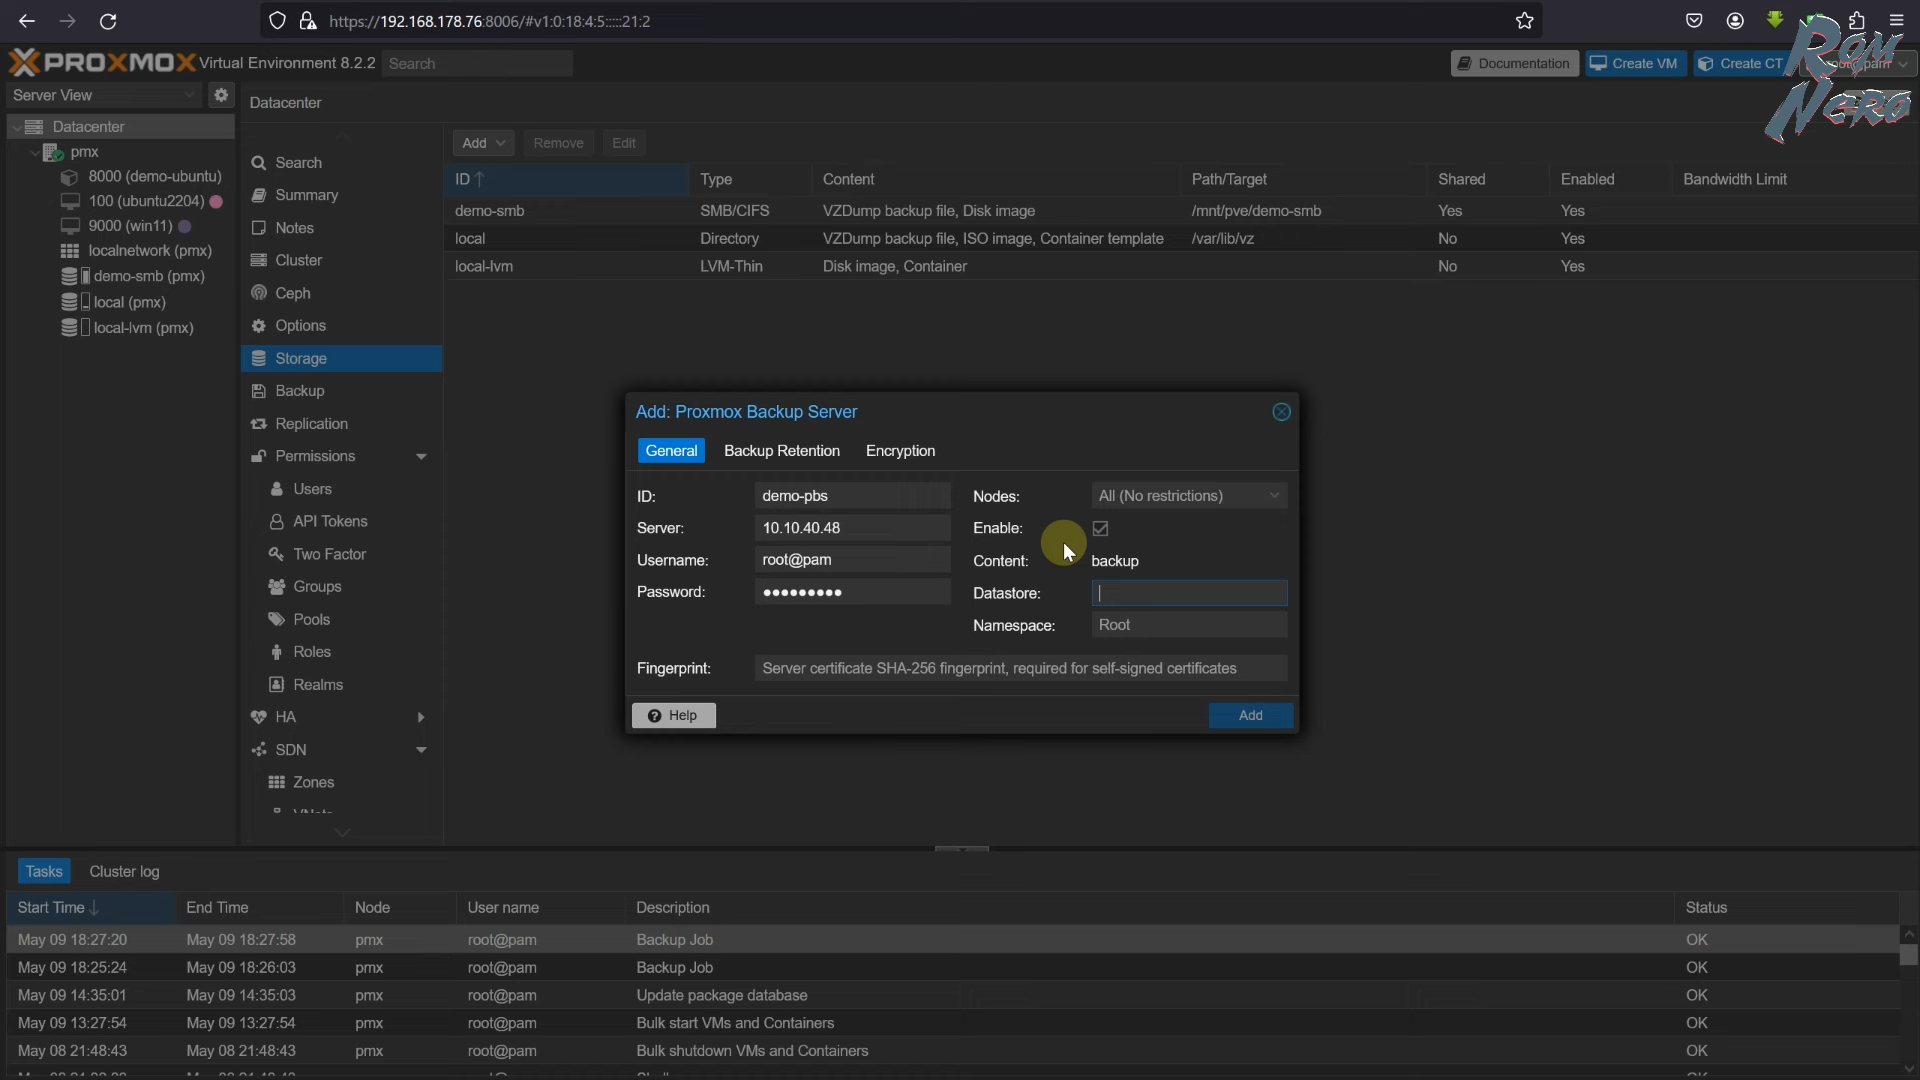 https://192.168.178.76:8006/#v1:0:18:4:5:::::21:2
PROXMOX Virtual Environment 8.2.2 Search
Documentation Create VM Create CT
Rom Nero
Server View
Datacenter
pmx
8000 (demo-ubuntu)
100 (ubuntu2204)
9000 (win11)
localnetwork (pmx)
demo-smb (pmx)
local (pmx)
local-lvm (pmx)
Datacenter
Search
Summary
Notes
Cluster
Ceph
Options
Storage
Backup
Replication
Permissions
Users
API Tokens
Two Factor
Groups
Pools
Roles
Realms
HA
SDN
Zones
VNets
Add Remove Edit
ID Type Content Path/Target Shared Enabled Bandwidth Limit
demo-smb SMB/CIFS VZDump backup file, Disk image /mnt/pve/demo-smb Yes Yes
local Directory VZDump backup file, ISO image, Container template /var/lib/vz No Yes
local-lvm LVM-Thin Disk image, Container No Yes
Add: Proxmox Backup Server
General Backup Retention Encryption
ID: demo-pbs Nodes: All (No restrictions)
Server: 10.10.40.48 Enable:
Username: root@pam Content: backup
Password: ●●●●●●●●● Datastore:
Namespace: Root
Fingerprint: Server certificate SHA-256 fingerprint, required for self-signed certificates
Help Add
Tasks Cluster log
Start Time End Time Node User name Description Status
May 09 18:27:20 May 09 18:27:58 pmx root@pam Backup Job OK
May 09 18:25:24 May 09 18:26:03 pmx root@pam Backup Job OK
May 09 14:35:01 May 09 14:35:03 pmx root@pam Update package database OK
May 09 13:27:54 May 09 13:27:54 pmx root@pam Bulk start VMs and Containers OK
May 08 21:48:43 May 08 21:48:43 pmx root@pam Bulk shutdown VMs and Containers OK